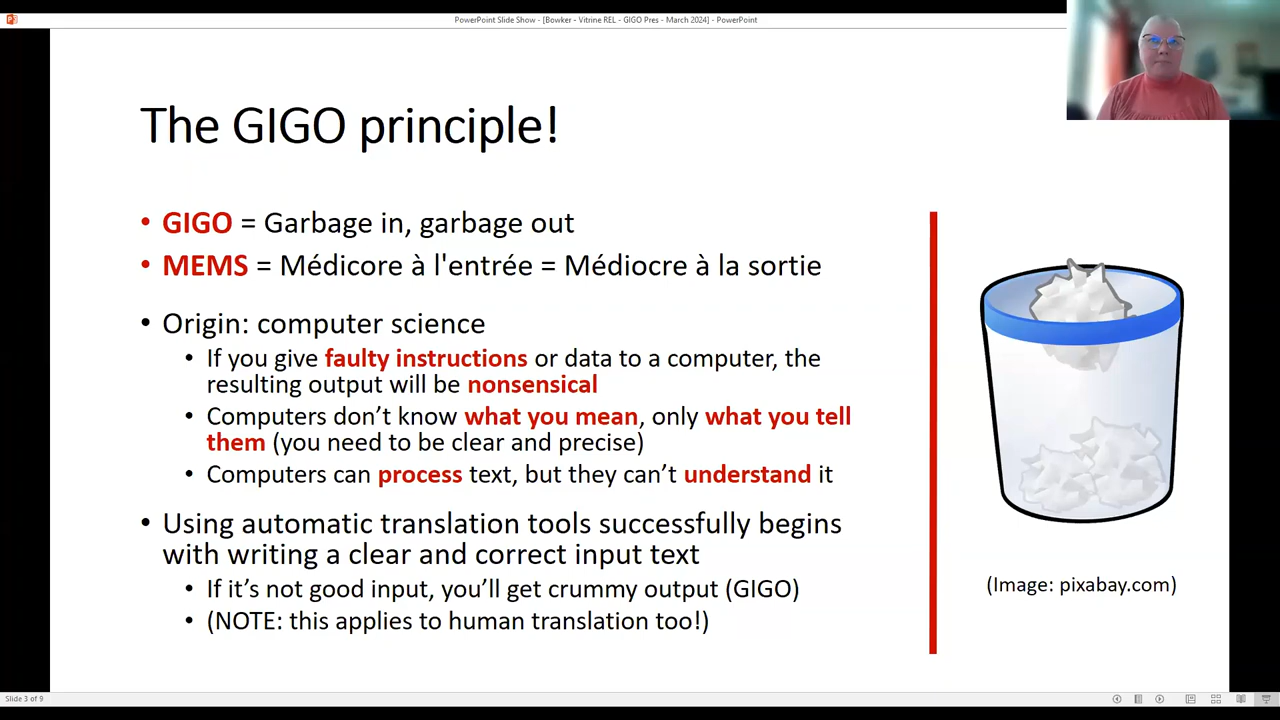 PowerPoint Slide Show - [Bowker - Vitrine REL - GIGO Pres - March 2024] - PowerPoint
The GIGO principle!
• GIGO = Garbage in, garbage out
• MEMS = Médicore à l'entrée = Médiocre à la sortie
• Origin: computer science
• If you give faulty instructions or data to a computer, the
resulting output will be nonsensical
• Computers don’t know what you mean, only what you tell
them (you need to be clear and precise)
• Computers can process text, but they can’t understand it
• Using automatic translation tools successfully begins
with writing a clear and correct input text
• If it’s not good input, you’ll get crummy output (GIGO)
• (NOTE: this applies to human translation too!)
(Image: pixabay.com)
Slide 3 of 9